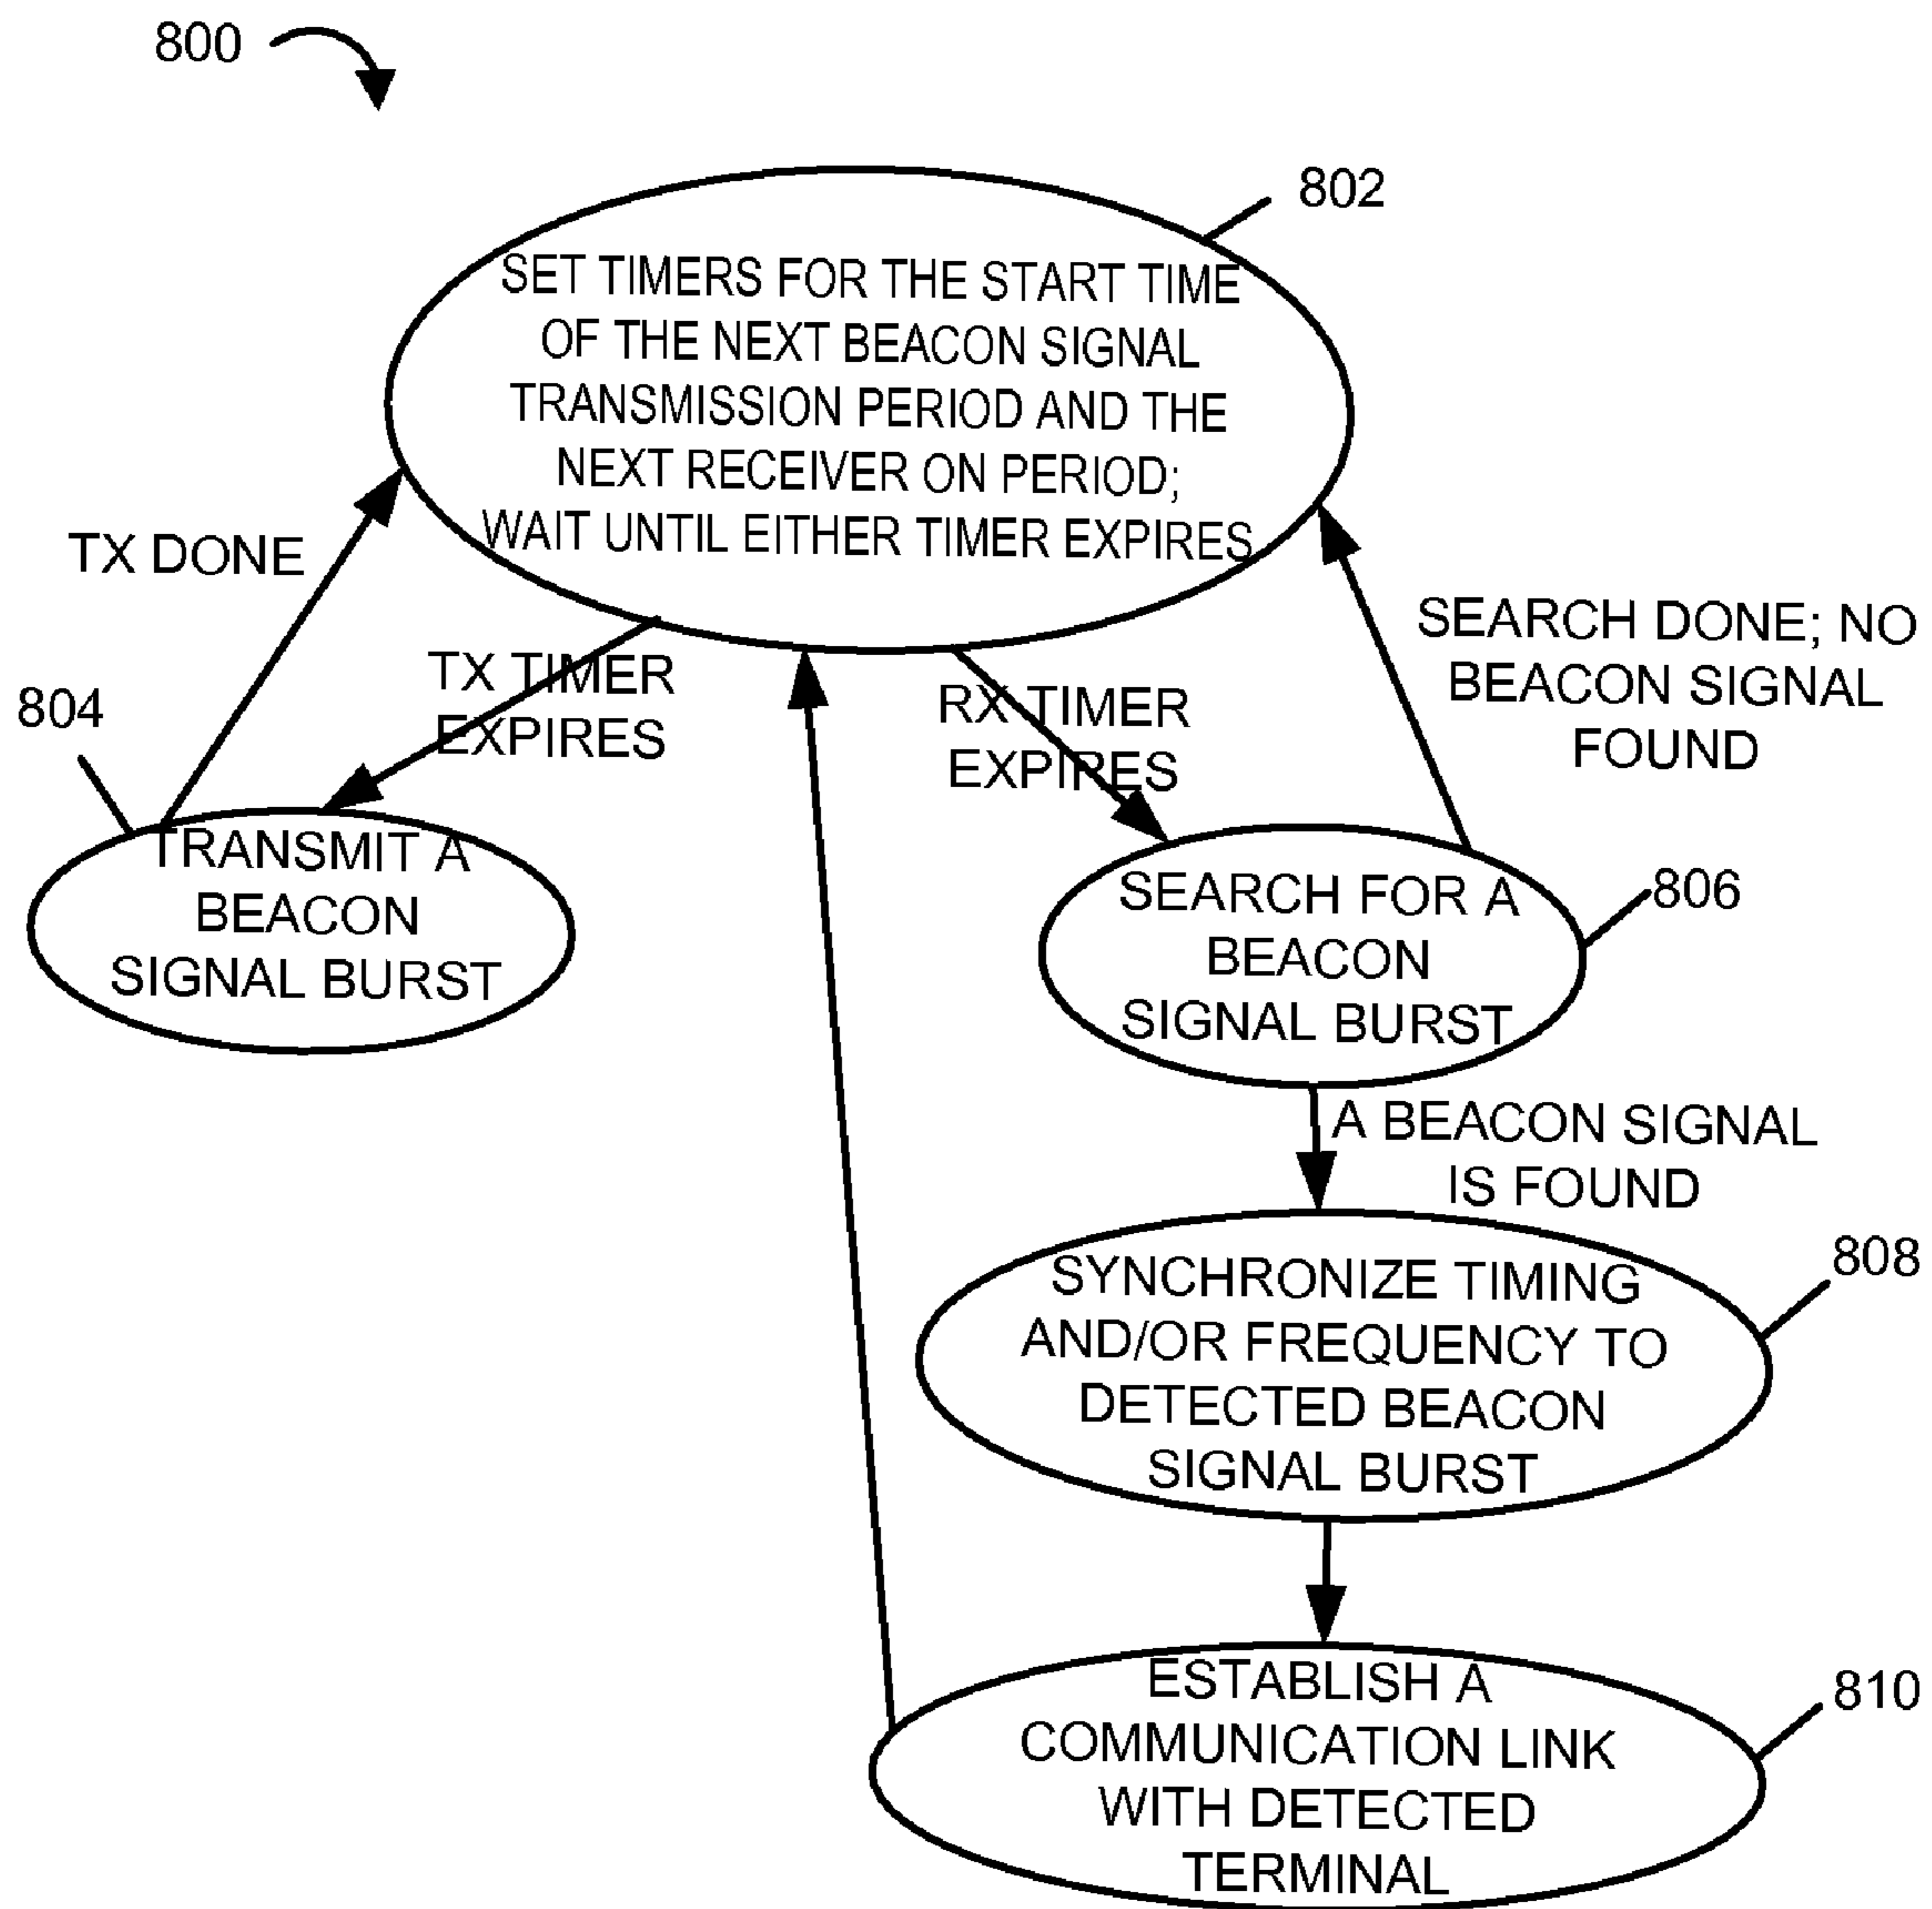 800
802
SET TIMERS FOR THE START TIME
OF THE NEXT BEACON SIGNAL
TRANSMISSION PERIOD AND THE
NEXT RECEIVER ON PERIOD;
WAIT UNTIL EITHER TIMER EXPIRES
TX DONE
TX TIMER
EXPIRES
RX TIMER
EXPIRES
SEARCH DONE; NO
BEACON SIGNAL
FOUND
804
TRANSMIT A
BEACON
SIGNAL BURST
806
SEARCH FOR A
BEACON
SIGNAL BURST
A BEACON SIGNAL
IS FOUND
808
SYNCHRONIZE TIMING
AND/OR FREQUENCY TO
DETECTED BEACON
SIGNAL BURST
810
ESTABLISH A
COMMUNICATION LINK
WITH DETECTED
TERMINAL